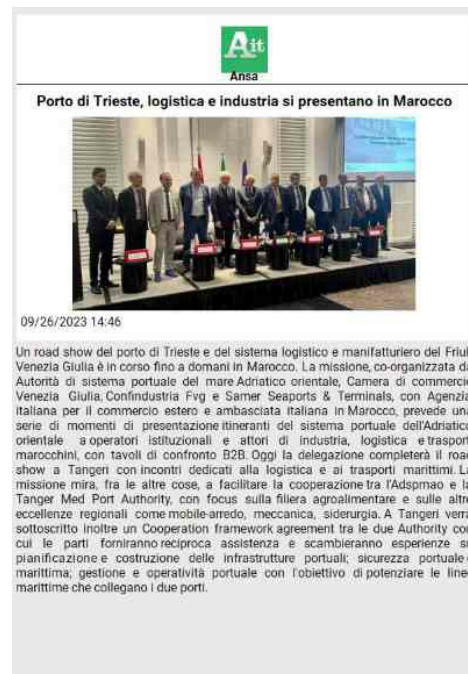 Ait
Ansa
Porto di Trieste, logistica e industria si presentano in Marocco
09/26/2023 14:46
Un road show del porto di Trieste e del sistema logistico e manifatturiero del Friul
Venezia Giulia è in corso fino a domani in Marocco. La missione, co-organizzata da
Autorità di sistema portuale del mare Adriatico orientale, Camera di commercio
Venezia Giulia, Confindustria Fvg e Samer Seaports & Terminals, con Agenzia
italiana per il commercio estero e ambasciata italiana in Marocco, prevede una
serie di momenti di presentazione itineranti del sistema portuale dell'Adriatico
orientale a operatori istituzionali e attori di industria, logistica e trasport
marocchini, con tavoli di confronto B2B. Oggi la delegazione completerà il road
show a Tangeri con incontri dedicati alla logistica e ai trasporti marittimi. La
missione mira, fra le altre cose, a facilitare la cooperazione tra l'Adspmao e la
Tanger Med Port Authority, con focus sulla filiera agroalimentare e sulle altre
eccellenze regionali come mobile-arredo, meccanica, siderurgia. A Tangeri verrà
sottoscritto inoltre un Cooperation framework agreement tra le due Authority con
cui le parti forniranno reciproca assistenza e scambieranno esperienze su
pianificazione e costruzione delle infrastrutture portuali; sicurezza portuale e
marittima; gestione e operatività portuale con l'obiettivo di potenziare le linee
marittime che collegano i due porti.